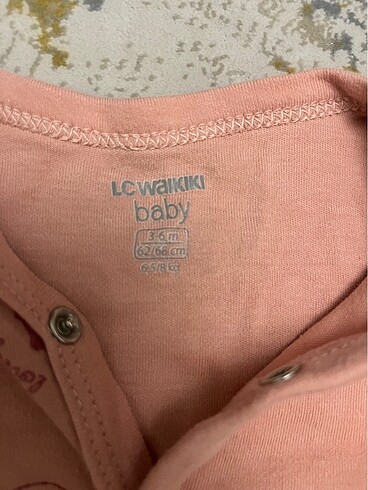 LC WAIKIKI
baby
3-6 m
62/68 cm
6,5/8 kg